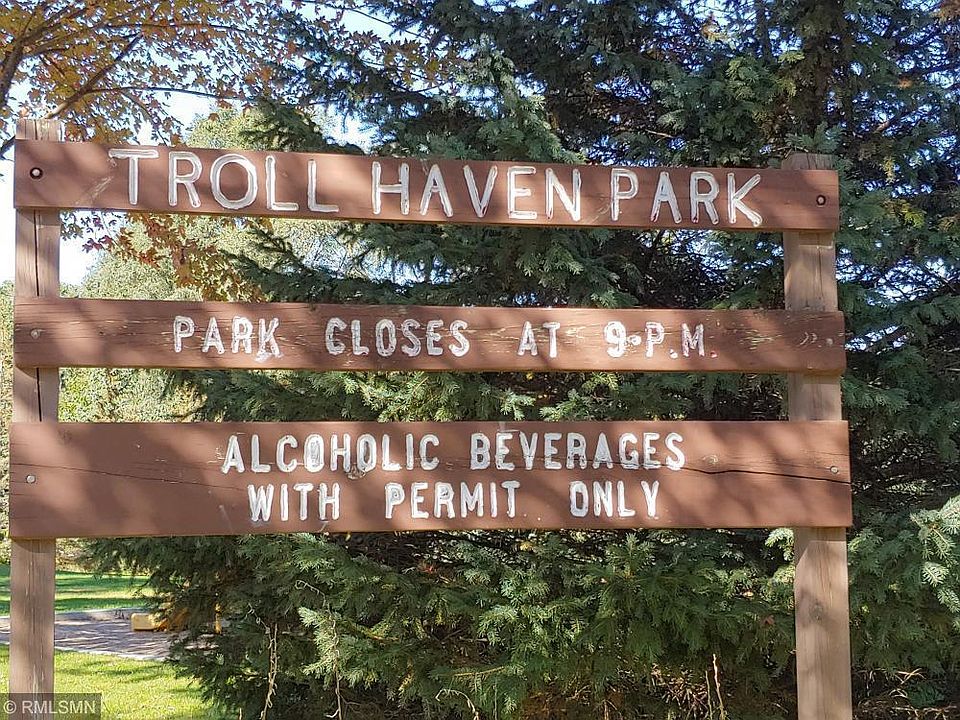 TROLL HAVEN PARK
PARK CLOSES AT 9 P.M.
ALCOHOLIC BEVERAGES
WITH PERMIT ONLY
© RMLSMN